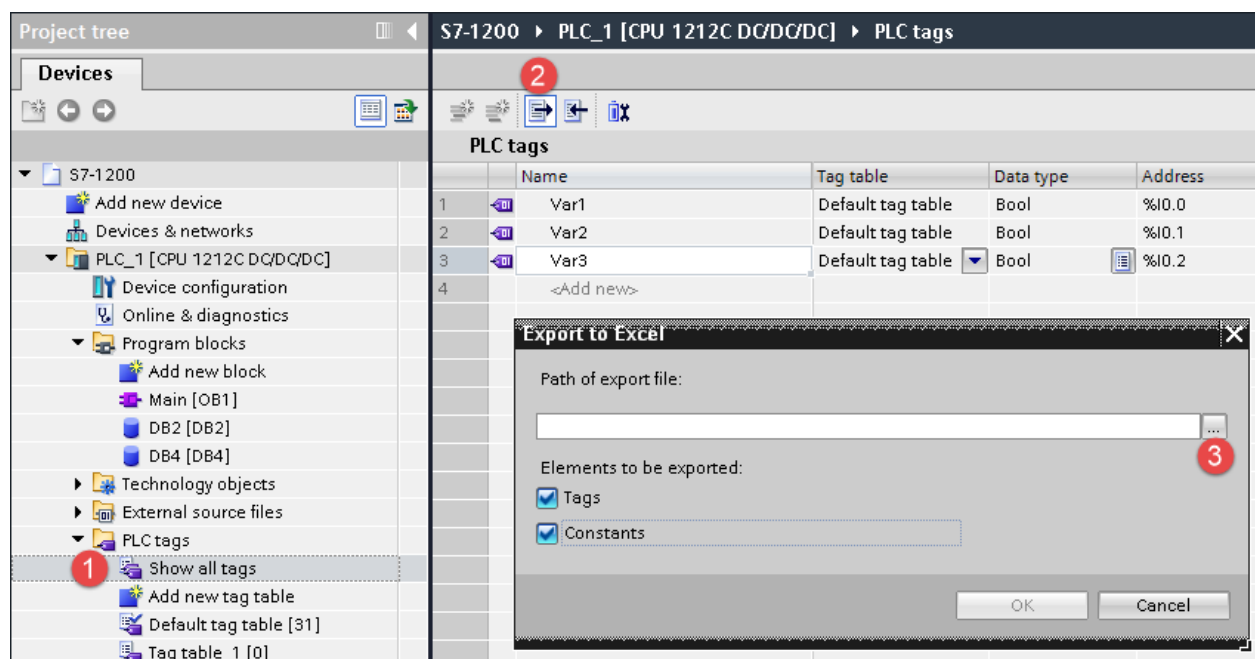 Project tree
Devices
S7-1200
Add new device
Devices & networks
PLC_1 [CPU 1212C DC/DC/DC]
Device configuration
Online & diagnostics
Program blocks
Add new block
Main [OB1]
DB2 [DB2]
DB4 [DB4]
Technology objects
External source files
PLC tags
1
Show all tags
Add new tag table
Default tag table [31]
Tag table_1 [0]
S7-1200 PLC_1 [CPU 1212C DC/DC/DC] PLC tags
2
PLC tags
Name Tag table Data type Address
1 Var1 Default tag table Bool %I0.0
2 Var2 Default tag table Bool %I0.1
3 Var3 Default tag table Bool %I0.2
4 <Add new>
Export to Excel
Path of export file:
...
3
Elements to be exported:
Tags
Constants
OK Cancel